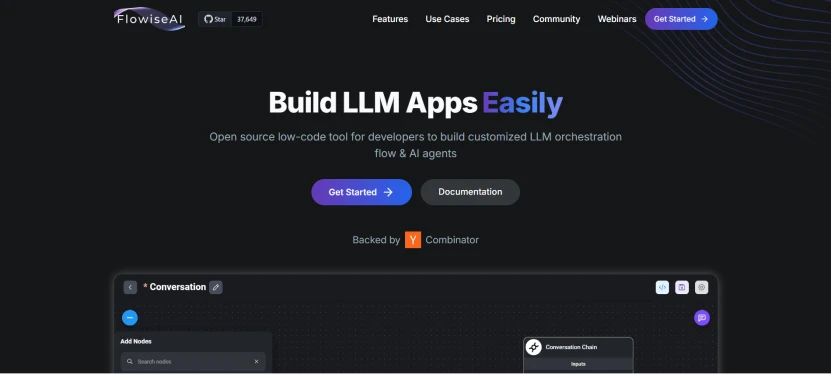 FlowiseAI
Star 37,649
Features Use Cases Pricing Community Webinars Get Started
Build LLM Apps Easily
Open source low-code tool for developers to build customized LLM orchestration
flow & AI agents
Get Started
Documentation
Backed by Y Combinator
* Conversation
Add Nodes
Search nodes
Conversation Chain
Inputs